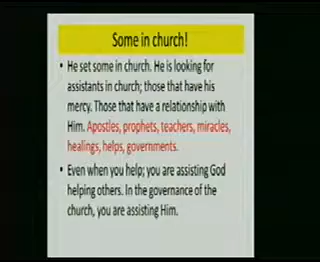 Some in church!
• He set some in church. He is looking for
assistants in church; those that have his
mercy. Those that have a relationship with
Him. Apostles, prophets, teachers, miracles,
healings, helps, governments.
• Even when you help; you are assisting God
helping others. In the governance of the
church, you are assisting Him.